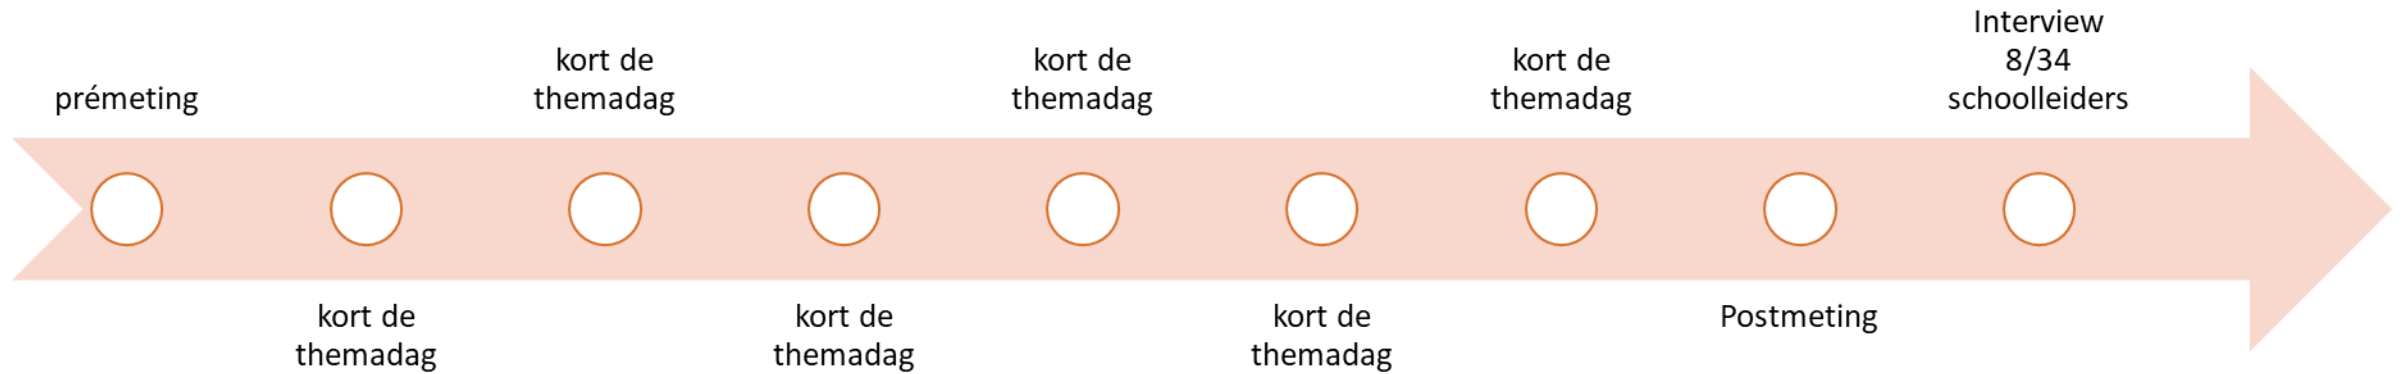 prémeting
kort de
themadag
kort de
themadag
kort de
themadag
kort de
themadag
kort de
themadag
kort de
themadag
Postmeting
Interview
8/34
schoolleiders